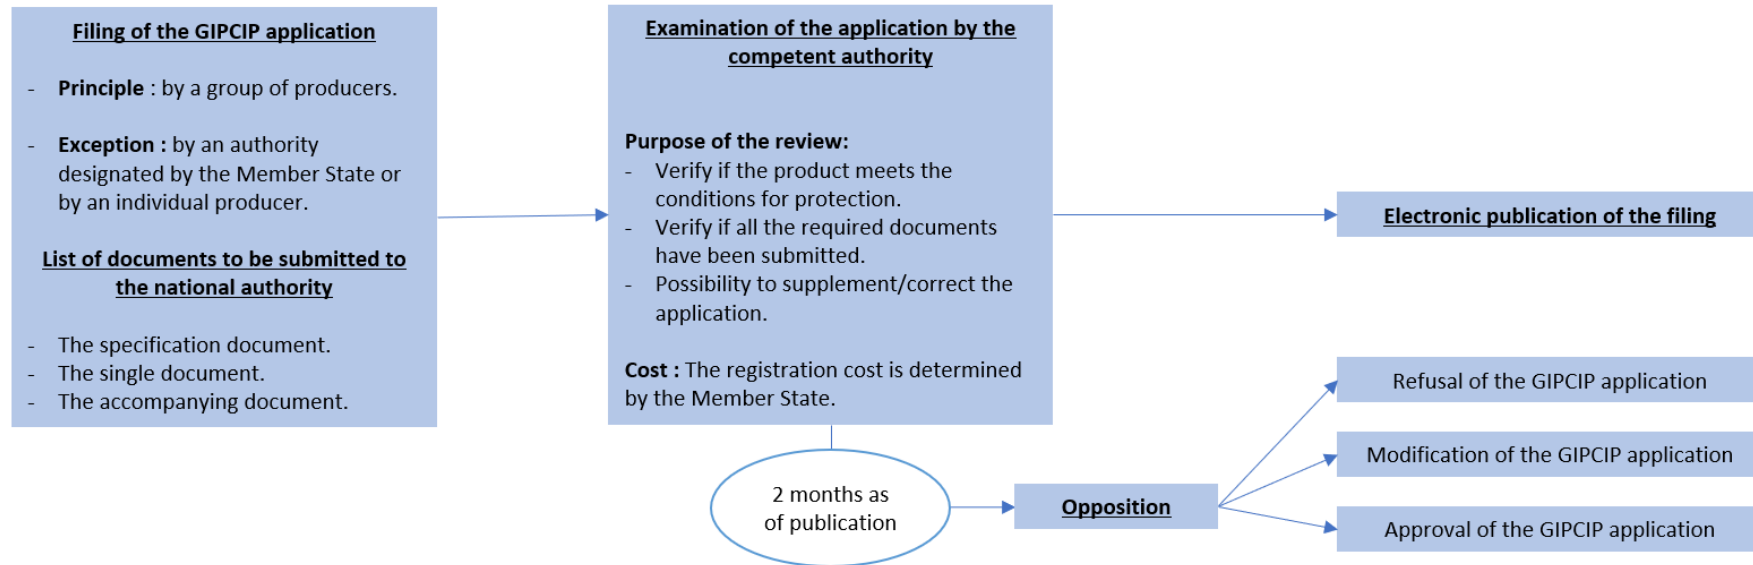 Filing of the GIPCIP application
- Principle : by a group of producers.
- Exception : by an authority
designated by the Member State or
by an individual producer.
List of documents to be submitted to
the national authority
- The specification document.
- The single document.
- The accompanying document.
Examination of the application by the
competent authority
Purpose of the review:
- Verify if the product meets the
conditions for protection.
- Verify if all the required documents
have been submitted.
- Possibility to supplement/correct the
application.
Cost : The registration cost is determined
by the Member State.
Electronic publication of the filing
2 months as
of publication
Opposition
Refusal of the GIPCIP application
Modification of the GIPCIP application
Approval of the GIPCIP application